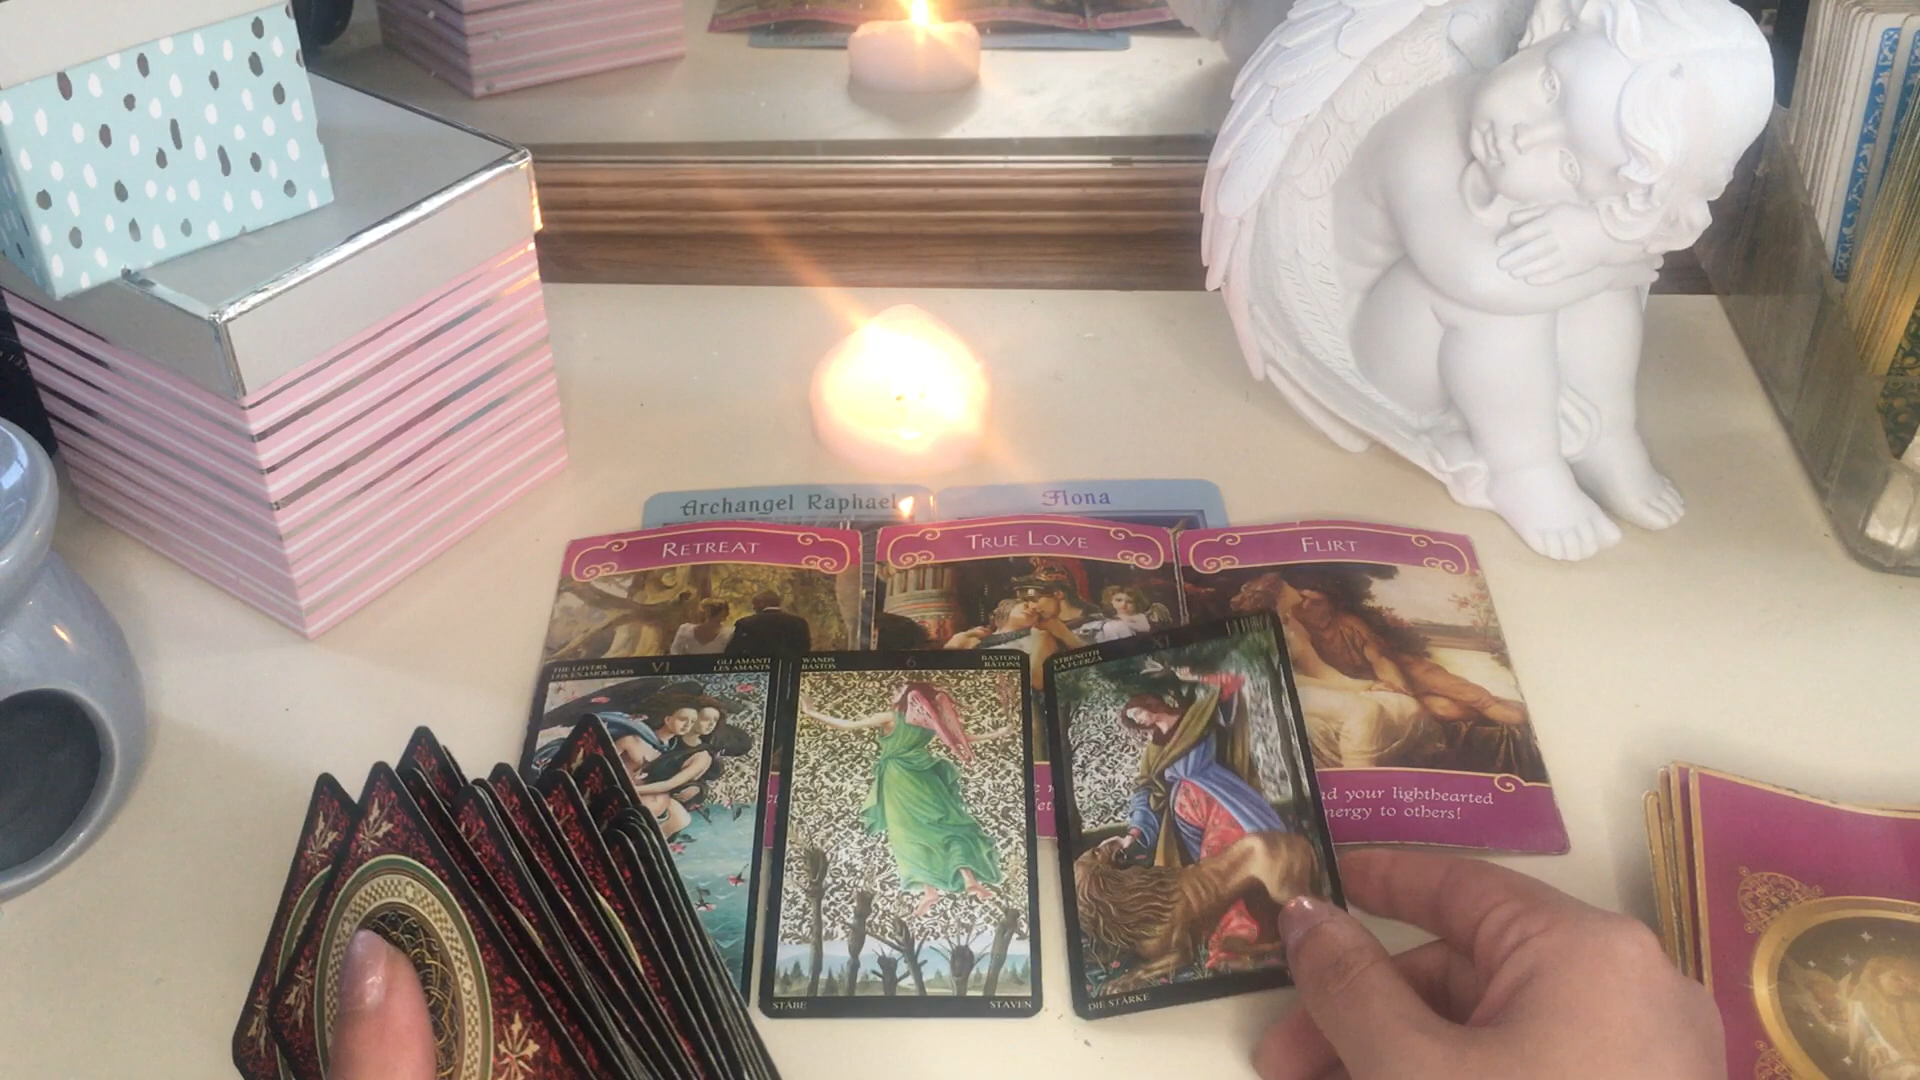 Archangel Raphael
Fiona
RETREAT
TRUE LOVE
FLIRT
THE LOVERS
LOS ENAMORADOS
VI
GLI AMANTI
LES AMANTS
WANDS
BASTOS
6
BASTONI
BÂTONS
STRENGTH
LA FUERZA
XI
d your lighthearted
nergy to others!
STÄBE
STAVEN
DIE STÄRKE